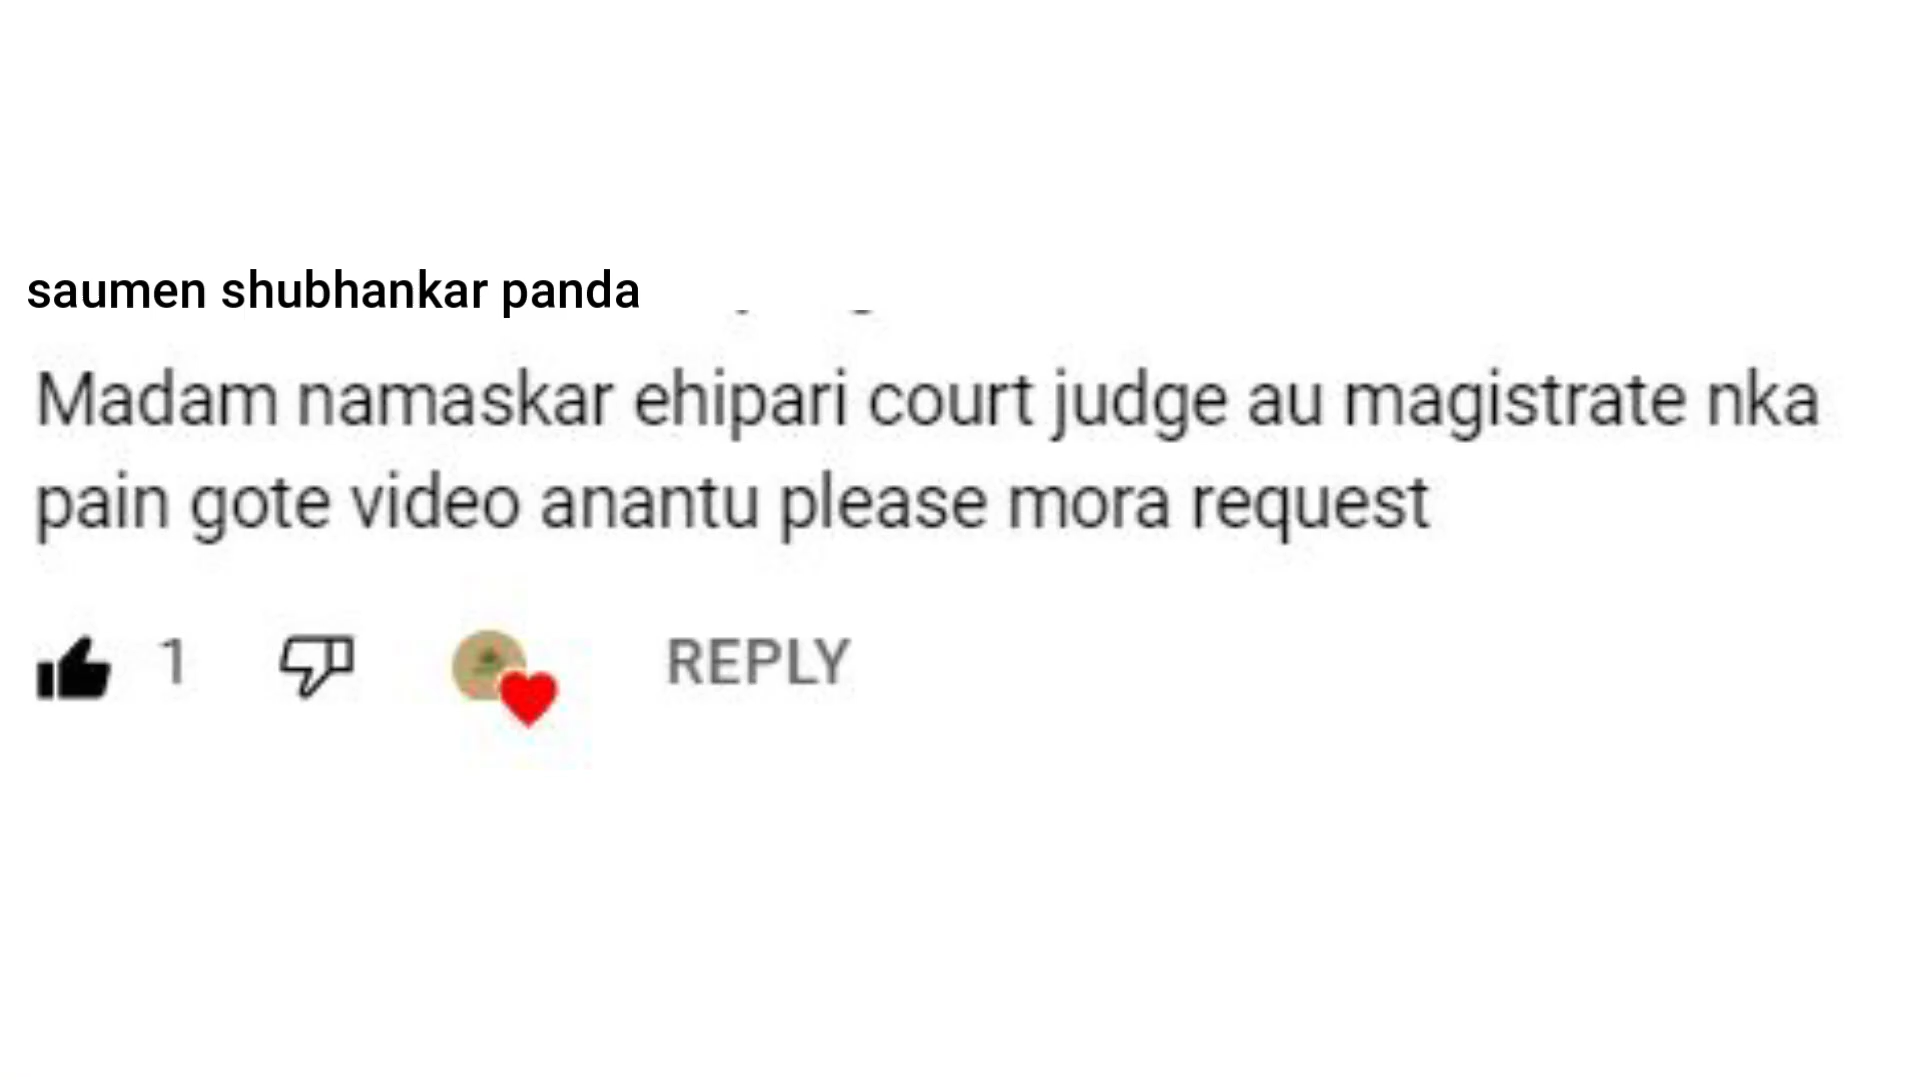 saumen shubhankar panda
Madam namaskar ehipari court judge au magistrate nka
pain gote video anantu please mora request
1 REPLY